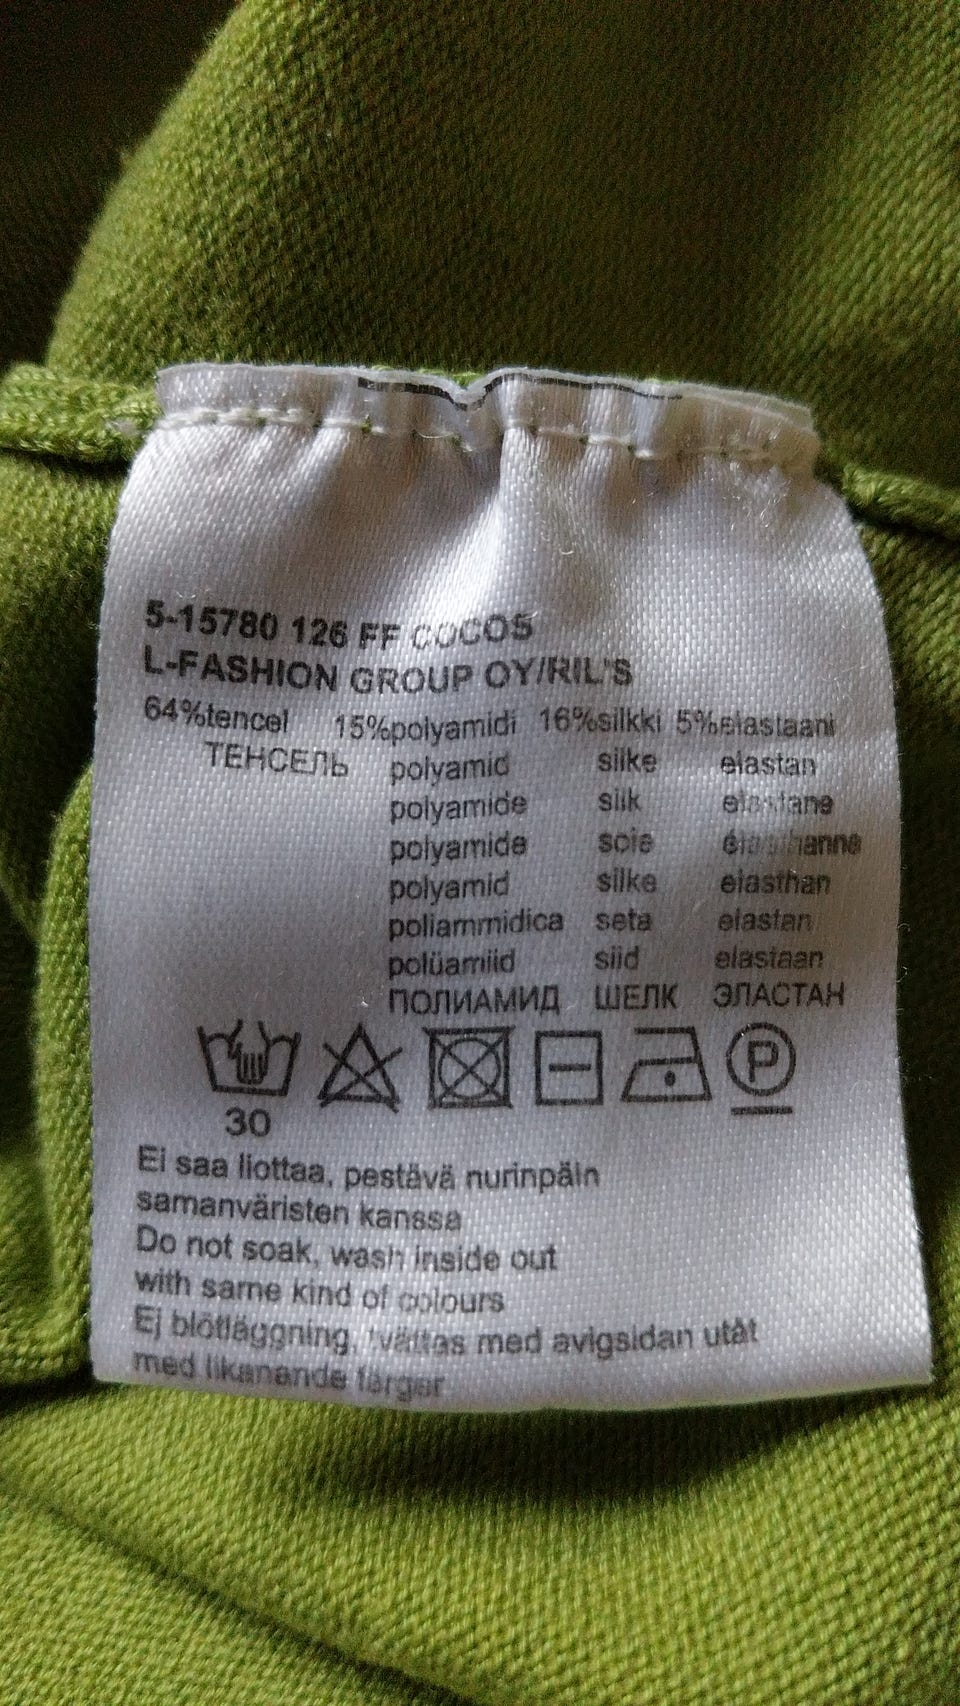 5-15780 126 FF COCOS
L-FASHION GROUP OY/RIL'S
64%tencel 15%polyamidi 16%silkki 5%elastaani
ТЕНСЕЛЬ polyamid silke elastan
polyamide silk elastane
polyamide soie élasthanne
polyamid silke elasthan
poliammidica seta elastan
polüamiid siid elastaan
ПОЛИАМИД ШЕЛК ЭЛАСТАН
P
30
Ei saa liottaa, pestävä nurinpäin
samanväristen kanssa
Do not soak, wash inside out
with same kind of colours
Ej blötläggning, tvättas med avigsidan utåt
med likanande färger